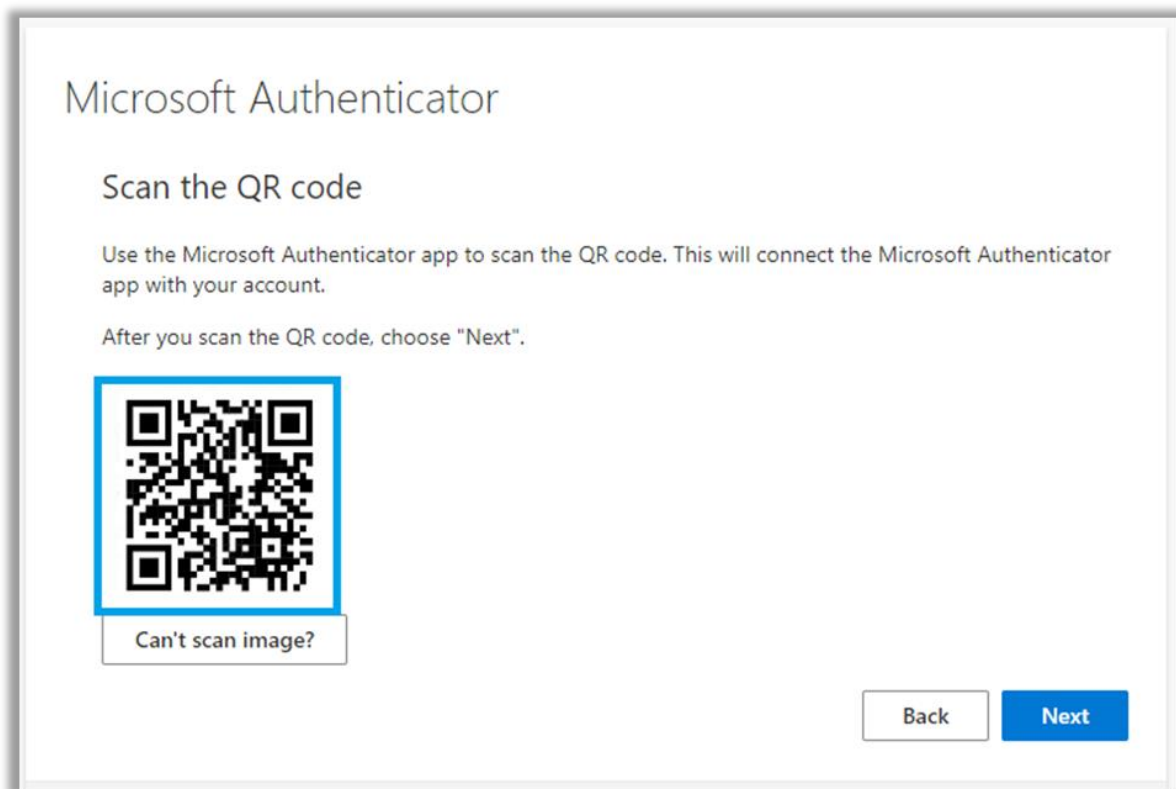 Microsoft Authenticator
Scan the QR code
Use the Microsoft Authenticator app to scan the QR code. This will connect the Microsoft Authenticator
app with your account.
After you scan the QR code, choose "Next".
Can't scan image?
Back
Next